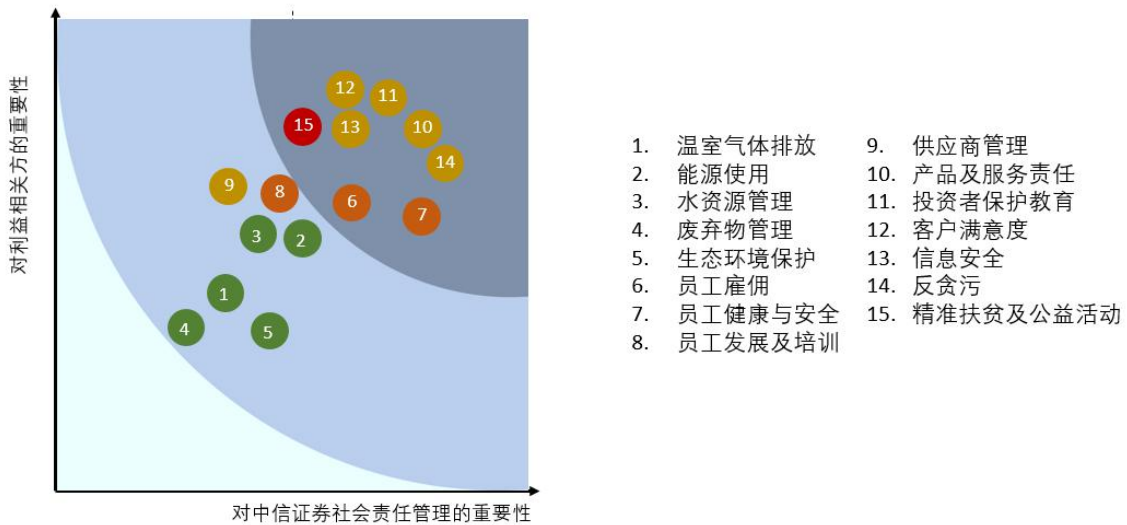 对利益相关方的重要性
12
11
15
13
10
14
9
8
6
7
3
2
1
4
5
对中信证券社会责任管理的重要性
1. 温室气体排放
2. 能源使用
3. 水资源管理
4. 废弃物管理
5. 生态环境保护
6. 员工雇佣
7. 员工健康与安全
8. 员工发展及培训
9. 供应商管理
10. 产品及服务责任
11. 投资者保护教育
12. 客户满意度
13. 信息安全
14. 反贪污
15. 精准扶贫及公益活动